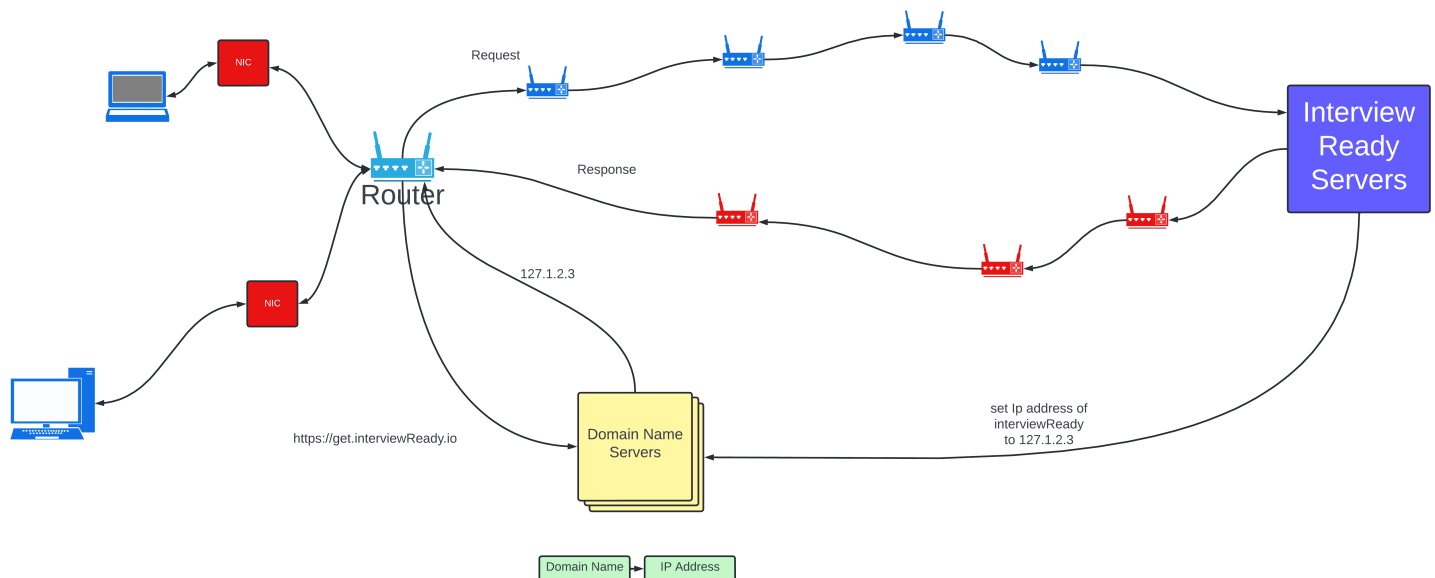 NIC
Request
Interview
Ready
Servers
Router
Response
127.1.2.3
NIC
set Ip address of
interviewReady
to 127.1.2.3
https://get.interviewReady.io
Domain Name
Servers
Domain Name
IP Address